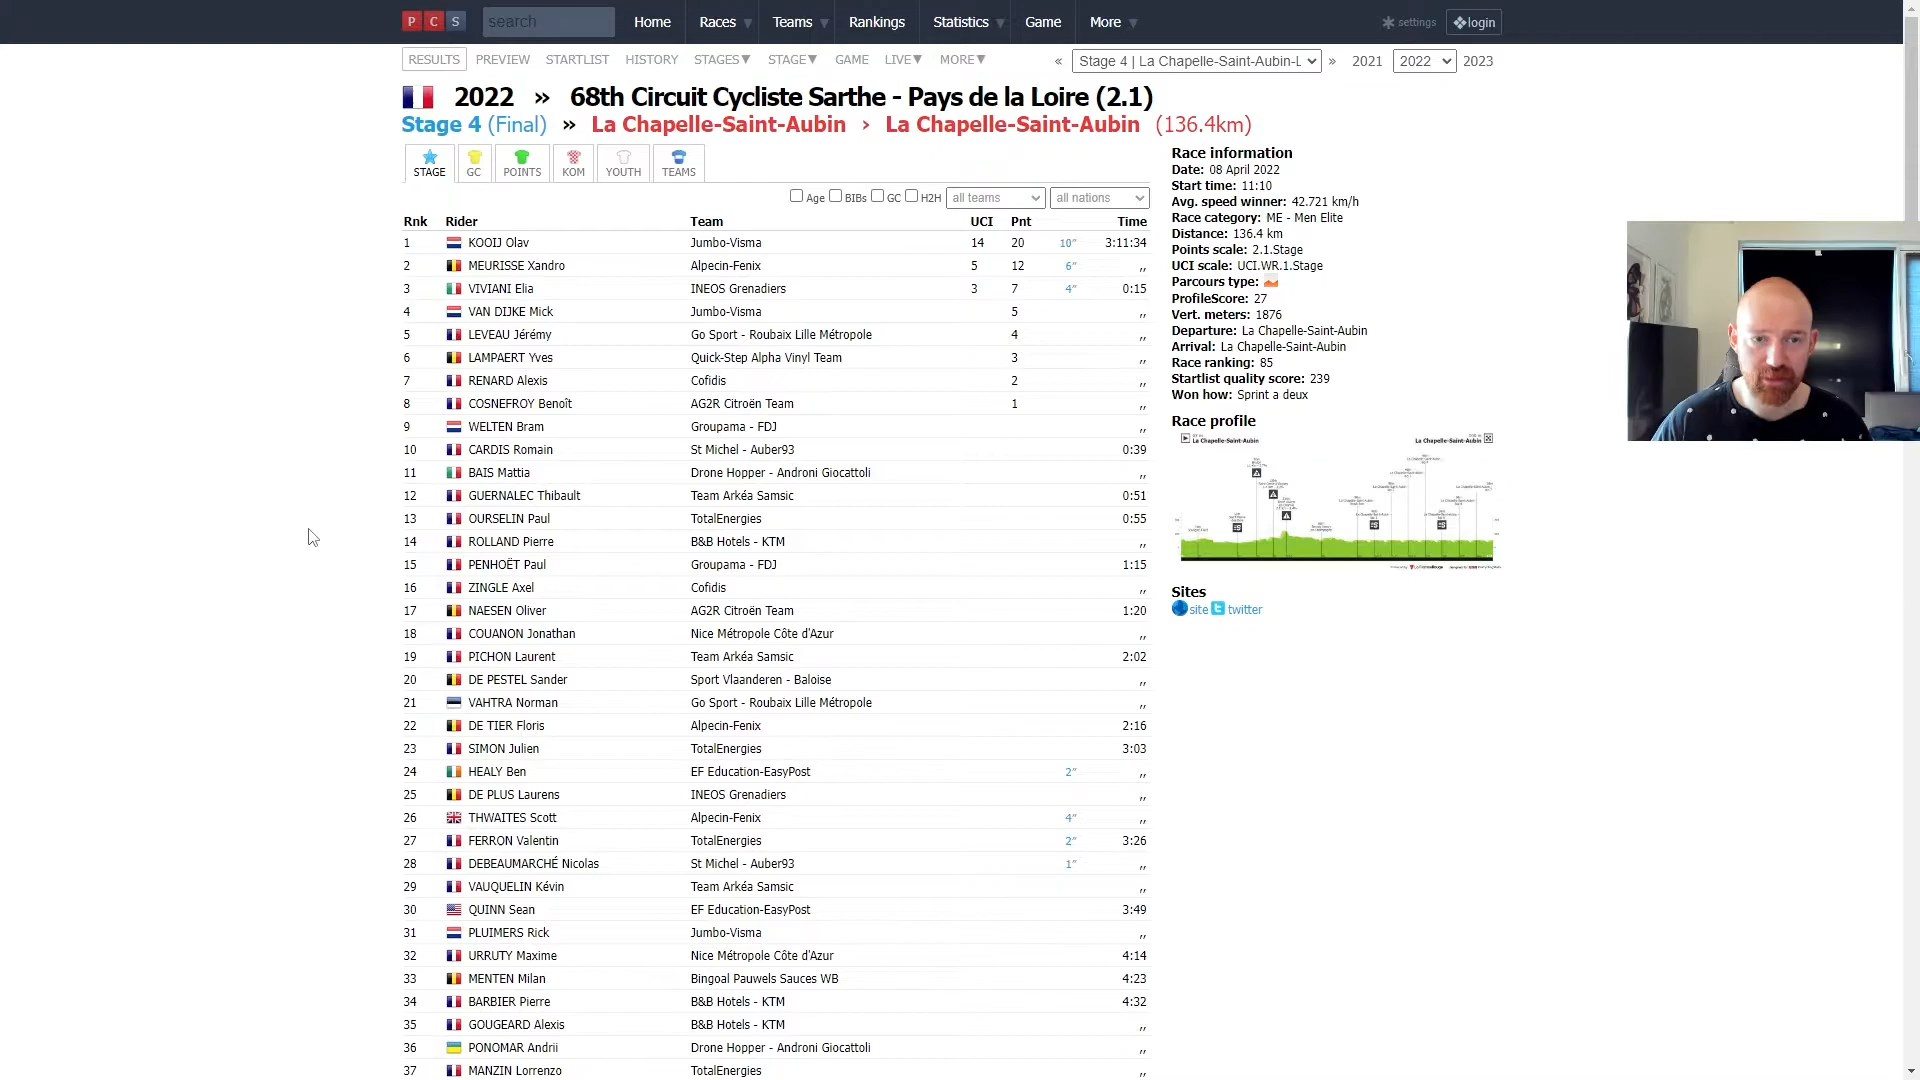 P C S search Home Races ▼ Teams ▼ Rankings Statistics ▼ Game More ▼ settings login
RESULTS PREVIEW STARTLIST HISTORY STAGES▼ STAGE▼ GAME LIVE▼ MORE▼ « Stage 4 | La Chapelle-Saint-Aubin-L » 2021 2022 2023
2022 » 68th Circuit Cycliste Sarthe - Pays de la Loire (2.1)
Stage 4 (Final) » La Chapelle-Saint-Aubin › La Chapelle-Saint-Aubin (136.4km)
STAGE GC POINTS KOM YOUTH TEAMS
Age BIBs GC H2H all teams all nations
Rnk Rider Team UCI Pnt Time
1 KOOIJ Olav Jumbo-Visma 14 20 10″ 3:11:34
2 MEURISSE Xandro Alpecin-Fenix 5 12 6″ ,,
3 VIVIANI Elia INEOS Grenadiers 3 7 4″ 0:15
4 VAN DIJKE Mick Jumbo-Visma 5 ,,
5 LEVEAU Jérémy Go Sport - Roubaix Lille Métropole 4 ,,
6 LAMPAERT Yves Quick-Step Alpha Vinyl Team 3 ,,
7 RENARD Alexis Cofidis 2 ,,
8 COSNEFROY Benoît AG2R Citroën Team 1 ,,
9 WELTEN Bram Groupama - FDJ ,,
10 CARDIS Romain St Michel - Auber93 0:39
11 BAIS Mattia Drone Hopper - Androni Giocattoli ,,
12 GUERNALEC Thibault Team Arkéa Samsic 0:51
13 OURSELIN Paul TotalEnergies 0:55
14 ROLLAND Pierre B&B Hotels - KTM ,,
15 PENHOËT Paul Groupama - FDJ 1:15
16 ZINGLE Axel Cofidis ,,
17 NAESEN Oliver AG2R Citroën Team 1:20
18 COUANON Jonathan Nice Métropole Côte d'Azur ,,
19 PICHON Laurent Team Arkéa Samsic 2:02
20 DE PESTEL Sander Sport Vlaanderen - Baloise ,,
21 VAHTRA Norman Go Sport - Roubaix Lille Métropole ,,
22 DE TIER Floris Alpecin-Fenix 2:16
23 SIMON Julien TotalEnergies 3:03
24 HEALY Ben EF Education-EasyPost 2″ ,,
25 DE PLUS Laurens INEOS Grenadiers ,,
26 THWAITES Scott Alpecin-Fenix 4″ ,,
27 FERRON Valentin TotalEnergies 2″ 3:26
28 DEBEAUMARCHÉ Nicolas St Michel - Auber93 1″ ,,
29 VAUQUELIN Kévin Team Arkéa Samsic ,,
30 QUINN Sean EF Education-EasyPost 3:49
31 PLUIMERS Rick Jumbo-Visma ,,
32 URRUTY Maxime Nice Métropole Côte d'Azur 4:14
33 MENTEN Milan Bingoal Pauwels Sauces WB 4:23
34 BARBIER Pierre B&B Hotels - KTM 4:32
35 GOUGEARD Alexis B&B Hotels - KTM ,,
36 PONOMAR Andrii Drone Hopper - Androni Giocattoli ,,
37 MANZIN Lorrenzo TotalEnergies ,,
Race information
Date: 08 April 2022
Start time: 11:10
Avg. speed winner: 42.721 km/h
Race category: ME - Men Elite
Distance: 136.4 km
Points scale: 2.1.Stage
UCI scale: UCI.WR.1.Stage
Parcours type:
ProfileScore: 27
Vert. meters: 1876
Departure: La Chapelle-Saint-Aubin
Arrival: La Chapelle-Saint-Aubin
Race ranking: 85
Startlist quality score: 239
Won how: Sprint a deux
Race profile
La Chapelle-Saint-Aubin La Chapelle-Saint-Aubin
Sites
site twitter